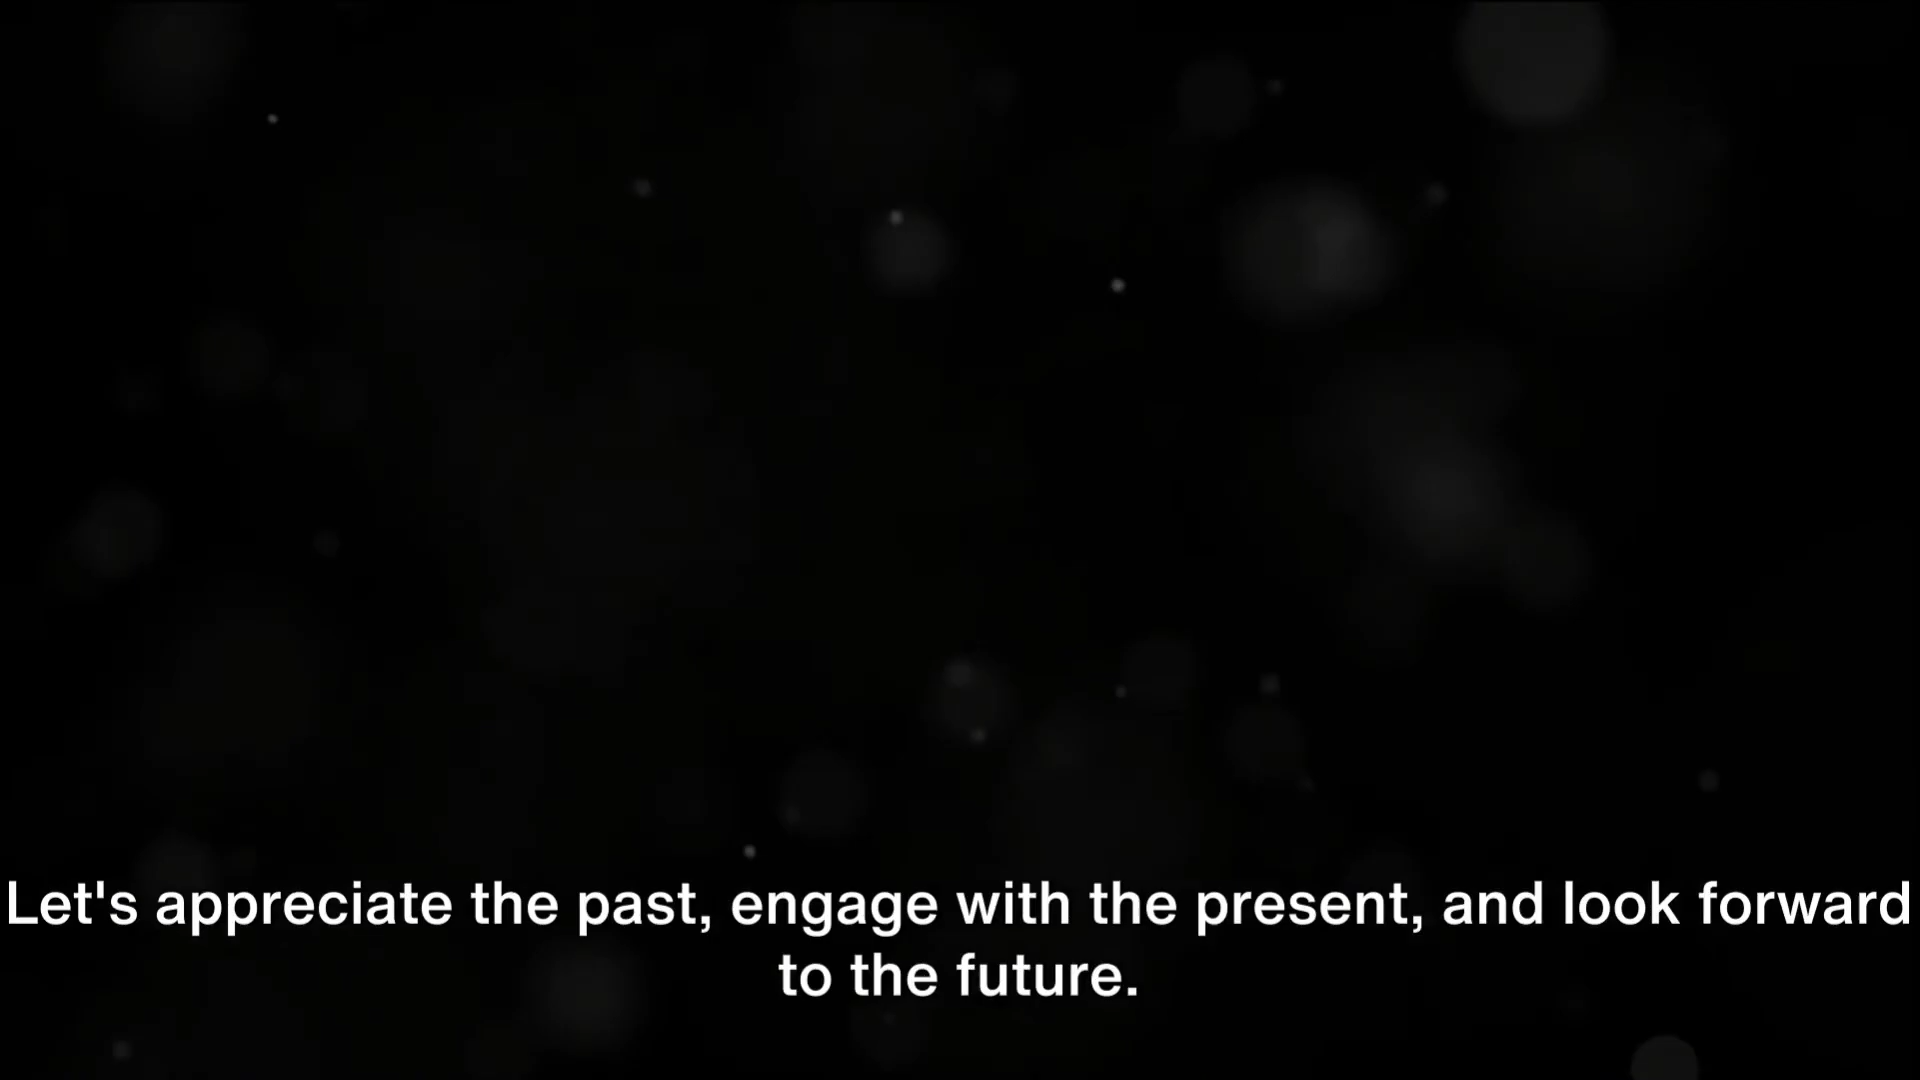 Let's appreciate the past, engage with the present, and look forward
to the future.